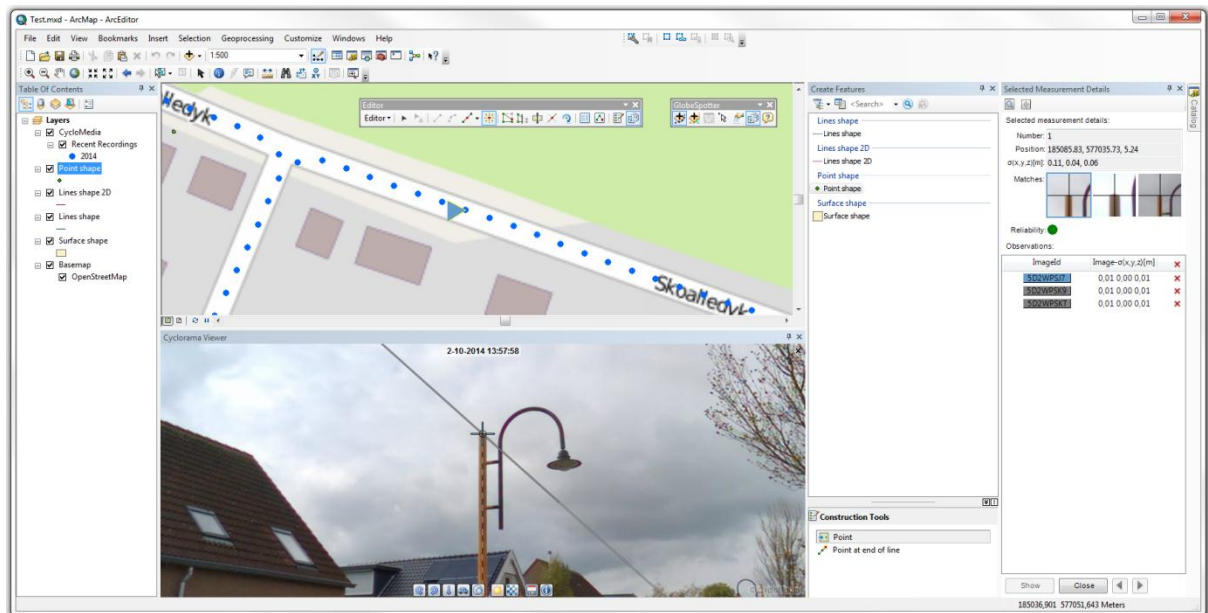 Test.mxd - ArcMap - ArcEditor
File Edit View Bookmarks Insert Selection Geoprocessing Customize Windows Help
1:500
Table Of Contents
Layers
CycloMedia
Recent Recordings
2014
Point shape
Lines shape 2D
Lines shape
Surface shape
Basemap
OpenStreetMap
Editor
Editor
GlobeSpotter
Skoalledyk
Cyclorama Viewer
2-10-2014 13:57:58
Create Features
<Search>
Lines shape
Lines shape
Lines shape 2D
Lines shape 2D
Point shape
Point shape
Surface shape
Surface shape
Construction Tools
Point
Point at end of line
Selected Measurement Details
Catalog
Selected measurement details:
Number: 1
Position: 185085.83, 577035.73, 5.24
σ(x,y,z)[m]: 0.11, 0.04, 0.06
Matches:
Reliability:
Observations:
ImageId Image-σ(x,y,z)[m]
5D2WPSI7 0,01 0,00 0,01
5D2WPSK9 0,01 0,00 0,01
5D2WPSKT 0,01 0,00 0,01
Show Close
185036,901 577051,643 Meters